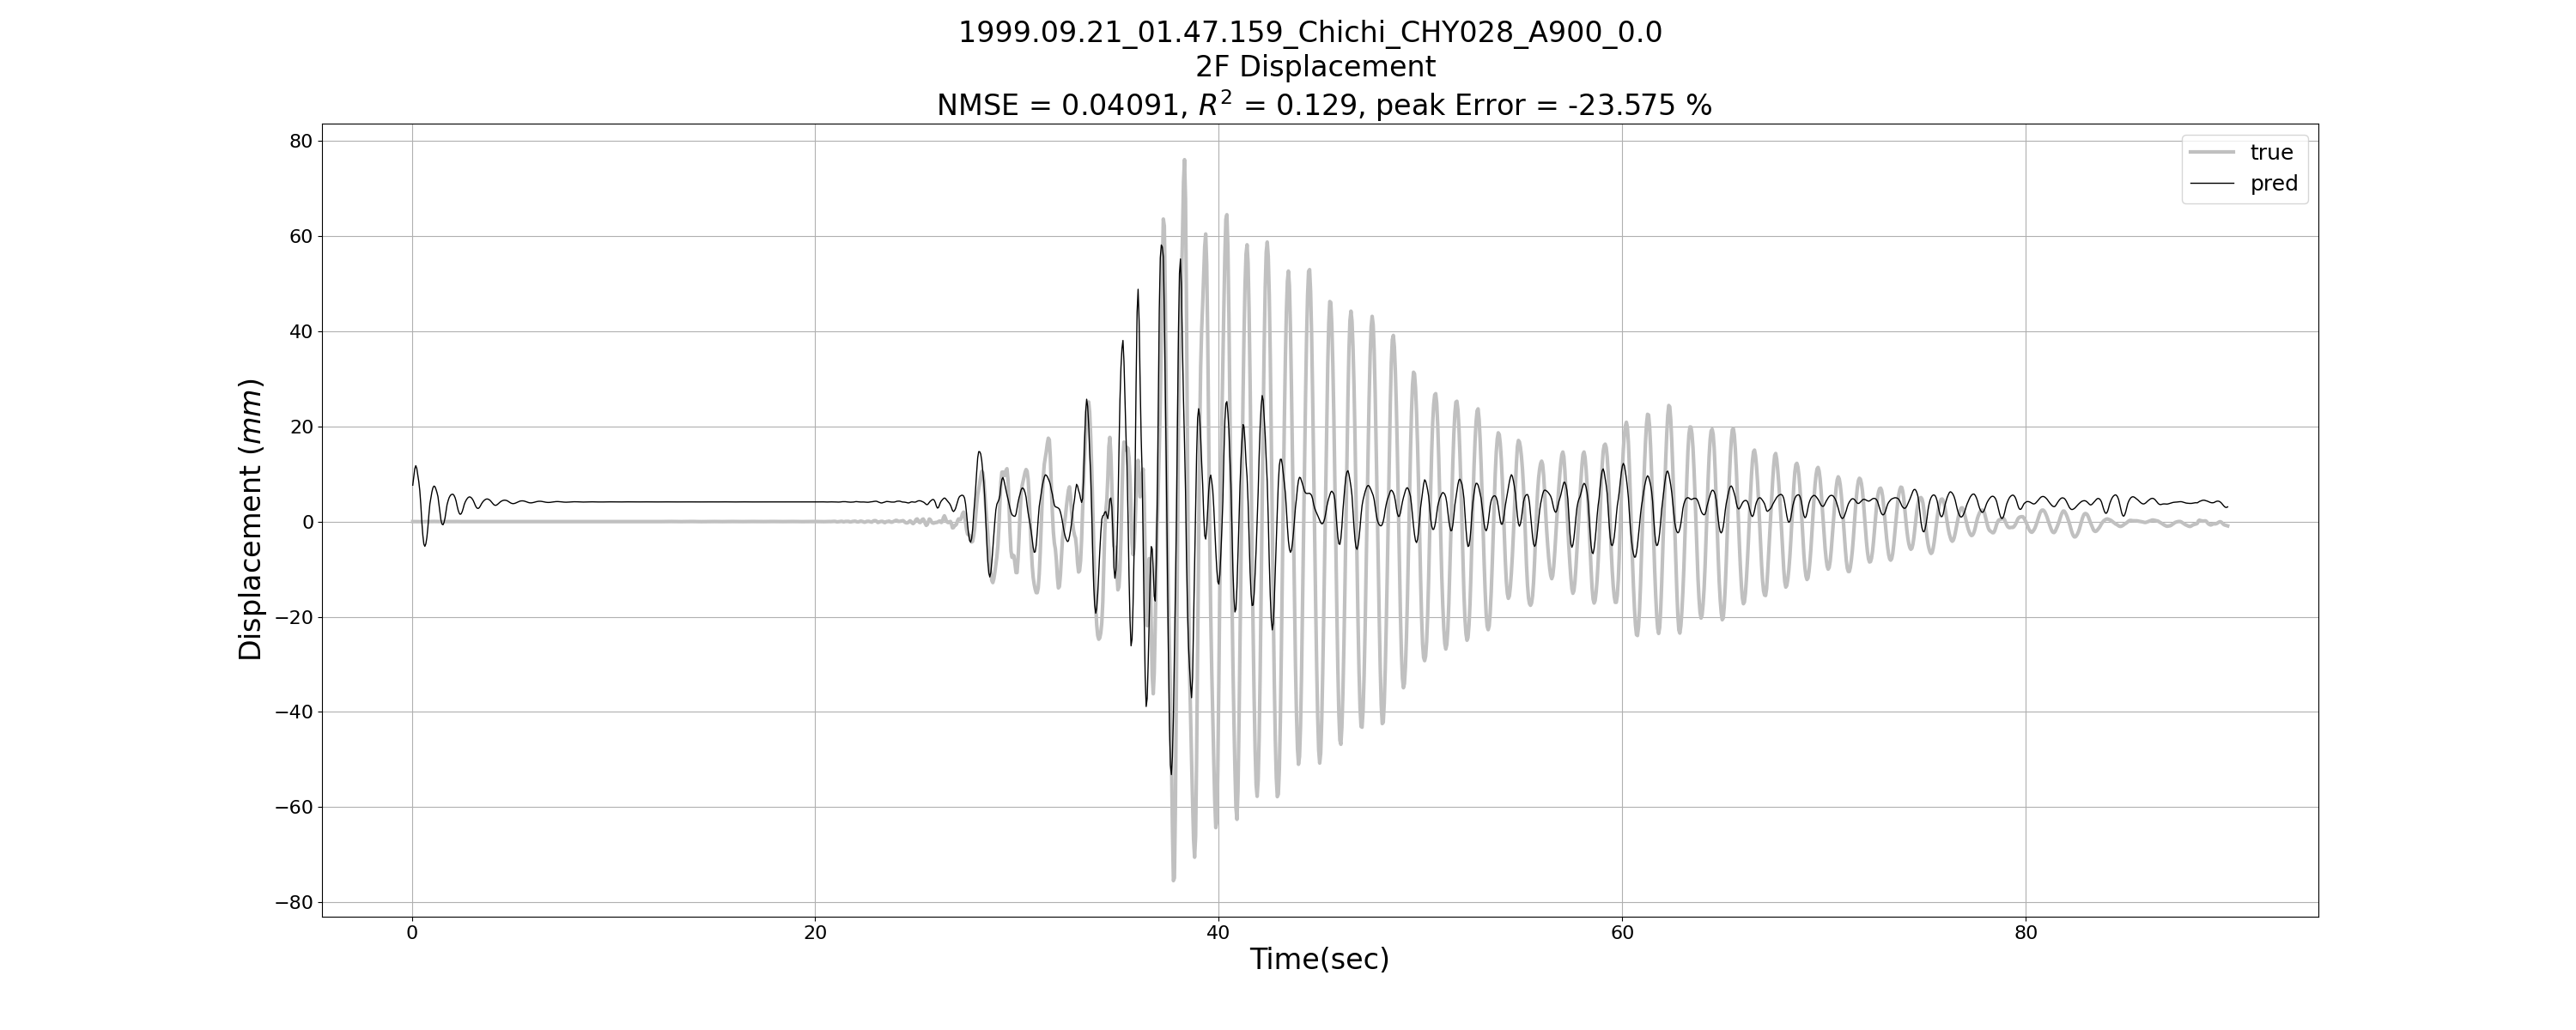 1999.09.21_01.47.159_Chichi_CHY028_A900_0.0
2F Displacement
NMSE = 0.04091, R² = 0.129, peak Error = -23.575 %
true
pred
Displacement (mm)
80
60
40
20
0
−20
−40
−60
−80
0 20 40 60 80
Time(sec)